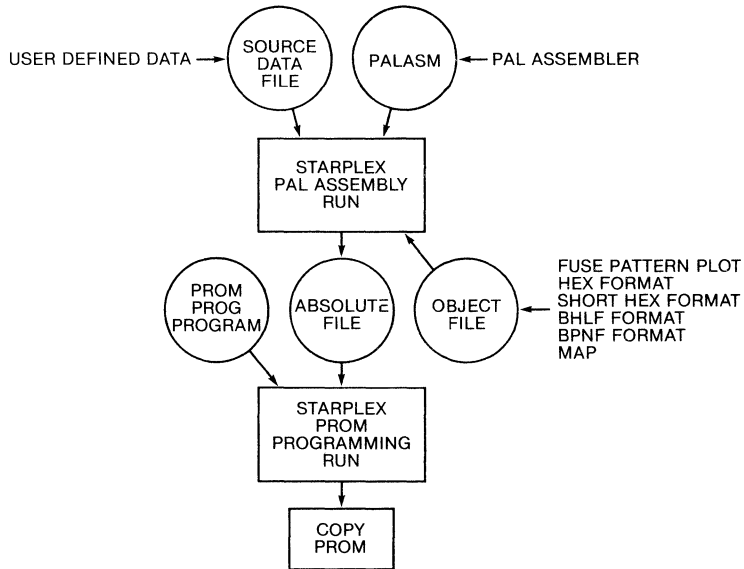 USER DEFINED DATA
SOURCE
DATA
FILE
PALASM
PAL ASSEMBLER
STARPLEX
PAL ASSEMBLY
RUN
PROM
PROG
PROGRAM
ABSOLUTE
FILE
OBJECT
FILE
FUSE PATTERN PLOT
HEX FORMAT
SHORT HEX FORMAT
BHLF FORMAT
BPNF FORMAT
MAP
STARPLEX
PROM
PROGRAMMING
RUN
COPY
PROM